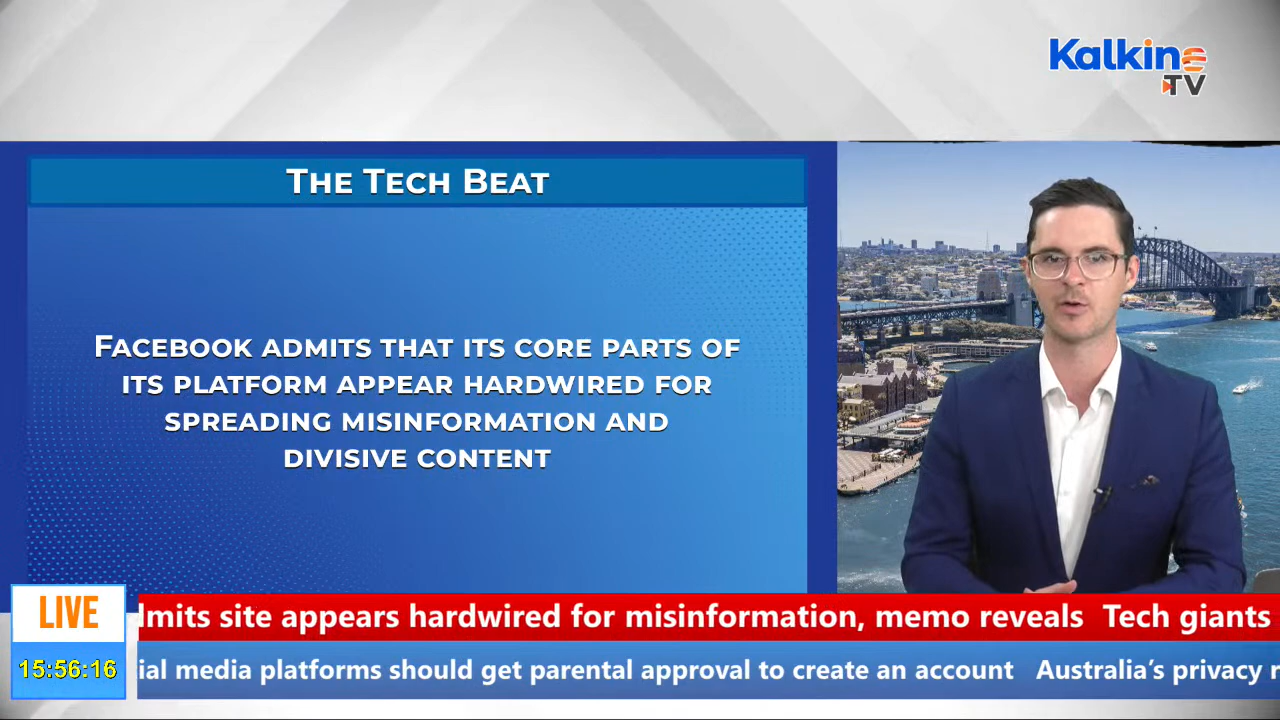 Kalkine
TV
THE TECH BEAT
FACEBOOK ADMITS THAT ITS CORE PARTS OF
ITS PLATFORM APPEAR HARDWIRED FOR
SPREADING MISINFORMATION AND
DIVISIVE CONTENT
LIVE
dmits site appears hardwired for misinformation, memo reveals Tech giants
15:56:16
ial media platforms should get parental approval to create an account Australia’s privacy r